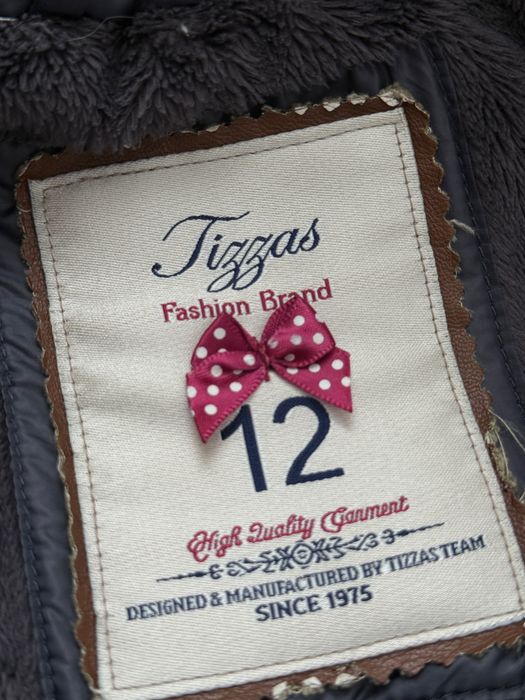 Tizzas
Fashion Brand
12
High Quality Garment
DESIGNED & MANUFACTURED BY TIZZAS TEAM
SINCE 1975